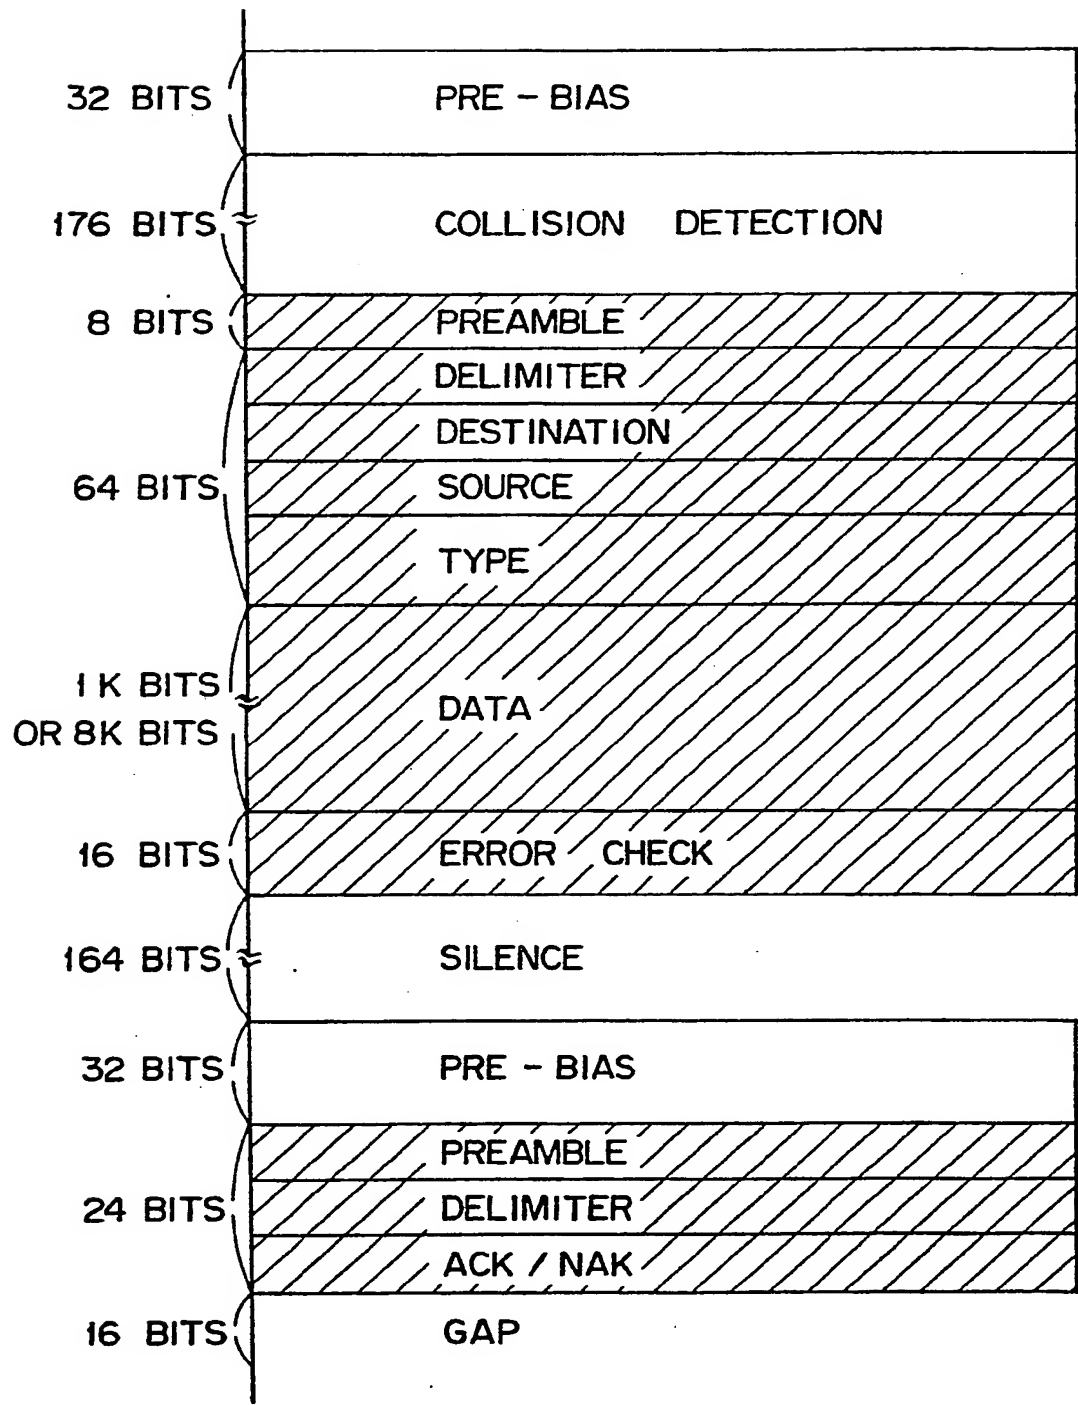 32 BITS PRE - BIAS
176 BITS COLLISION DETECTION
8 BITS PREAMBLE
DELIMITER
DESTINATION
64 BITS SOURCE
TYPE
1 K BITS
OR 8K BITS DATA
16 BITS ERROR CHECK
164 BITS SILENCE
32 BITS PRE - BIAS
PREAMBLE
24 BITS DELIMITER
ACK / NAK
16 BITS GAP